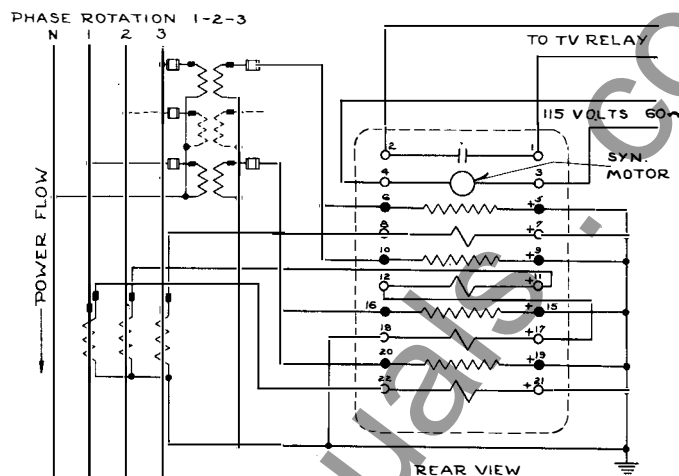 PHASE ROTATION 1-2-3
N 1 2 3
TO TV RELAY
115 VOLTS 60~
SYN.
MOTOR
POWER FLOW
2 1
4 3
6 +5
8 +7
10 +9
12 +11
16 +15
18 +17
20 +19
22 +21
REAR VIEW
uals.co